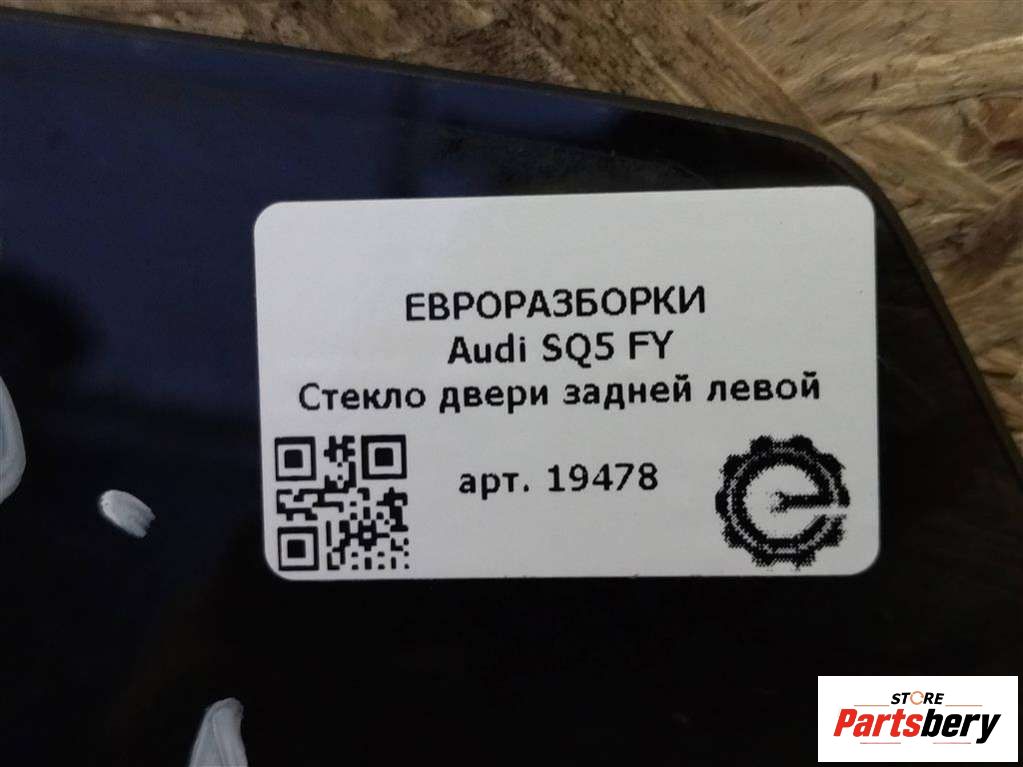 ЕВРОРАЗБОРКИ
Audi SQ5 FY
Стекло двери задней левой
арт. 19478
STORE
Partsbery